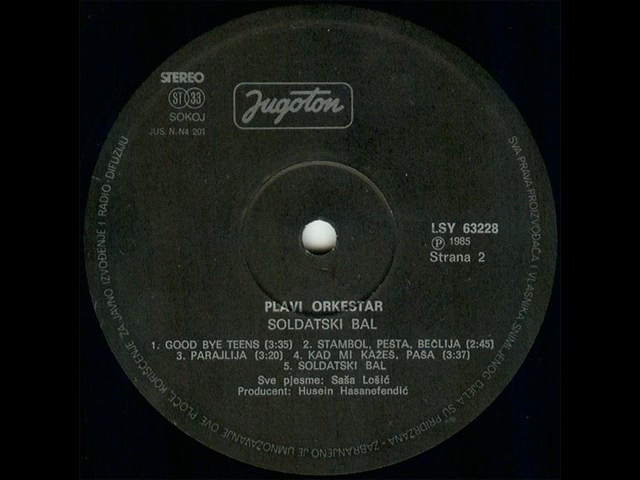 STEREO
ST 33
SOKOJ
JUS. N.N4 201
Jugoton
LSY 63228
P 1985
Strana 2
PLAVI ORKESTAR
SOLDATSKI BAL
1. GOOD BYE TEENS (3:35) 2. STAMBOL, PEŠTA, BEČLIJA (2:45)
3. PARAJLIJA (3:20) 4. KAD MI KAŽEŠ, PAŠA (3:37)
5. SOLDATSKI BAL
Sve pjesme: Saša Lošić
Producent: Husein Hasanefendić
SVA PRAVA PROIZVOĐAČA I VLASNIKA SNIMLJENOG DJELA SU PRIDRŽANA - ZABRANJENO JE UMNOŽAVANJE OVE PLOČE, KORIŠĆENJE ZA JAVNO IZVOĐENJE I RADIO-DIFUZIJU